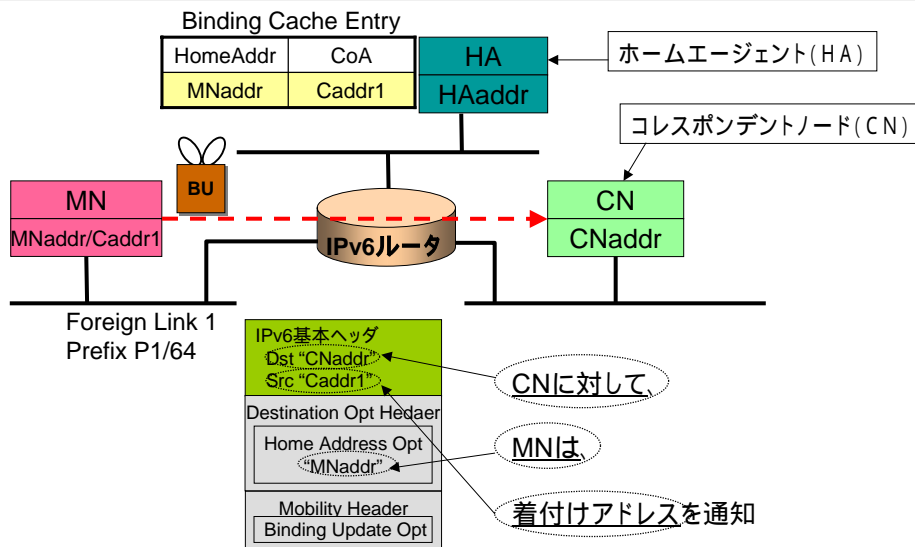 Binding Cache Entry
HomeAddr CoA
MNaddr Caddr1
HA
HAaddr
ホームエージェント(HA)
コレスポンデントノード(CN)
BU
MN
MNaddr/Caddr1
IPv6ルータ
CN
CNaddr
Foreign Link 1
Prefix P1/64
IPv6基本ヘッダ
Dst "CNaddr"
Src "Caddr1"
Destination Opt Hedaer
Home Address Opt
"MNaddr"
Mobility Header
Binding Update Opt
CNに対して、
MNは、
着付けアドレスを通知